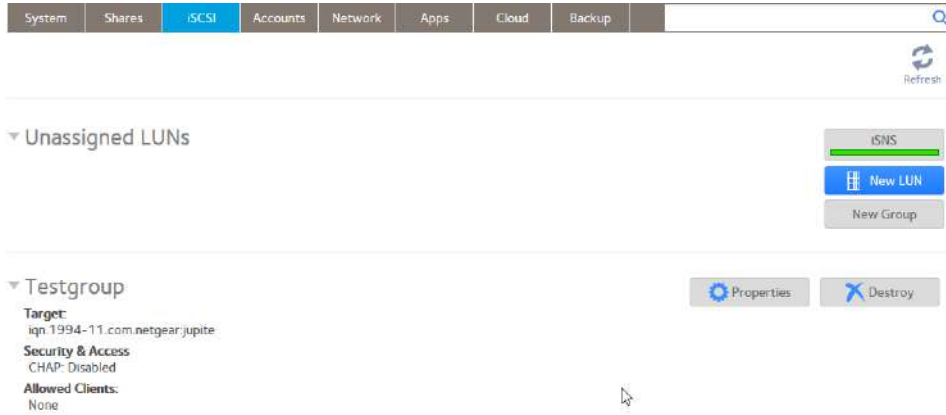 System Shares iSCSI Accounts Network Apps Cloud Backup
Refresh
Unassigned LUNs
iSNS
New LUN
New Group
Testgroup
Properties Destroy
Target:
iqn.1994-11.com.netgear:jupite
Security & Access
CHAP: Disabled
Allowed Clients:
None